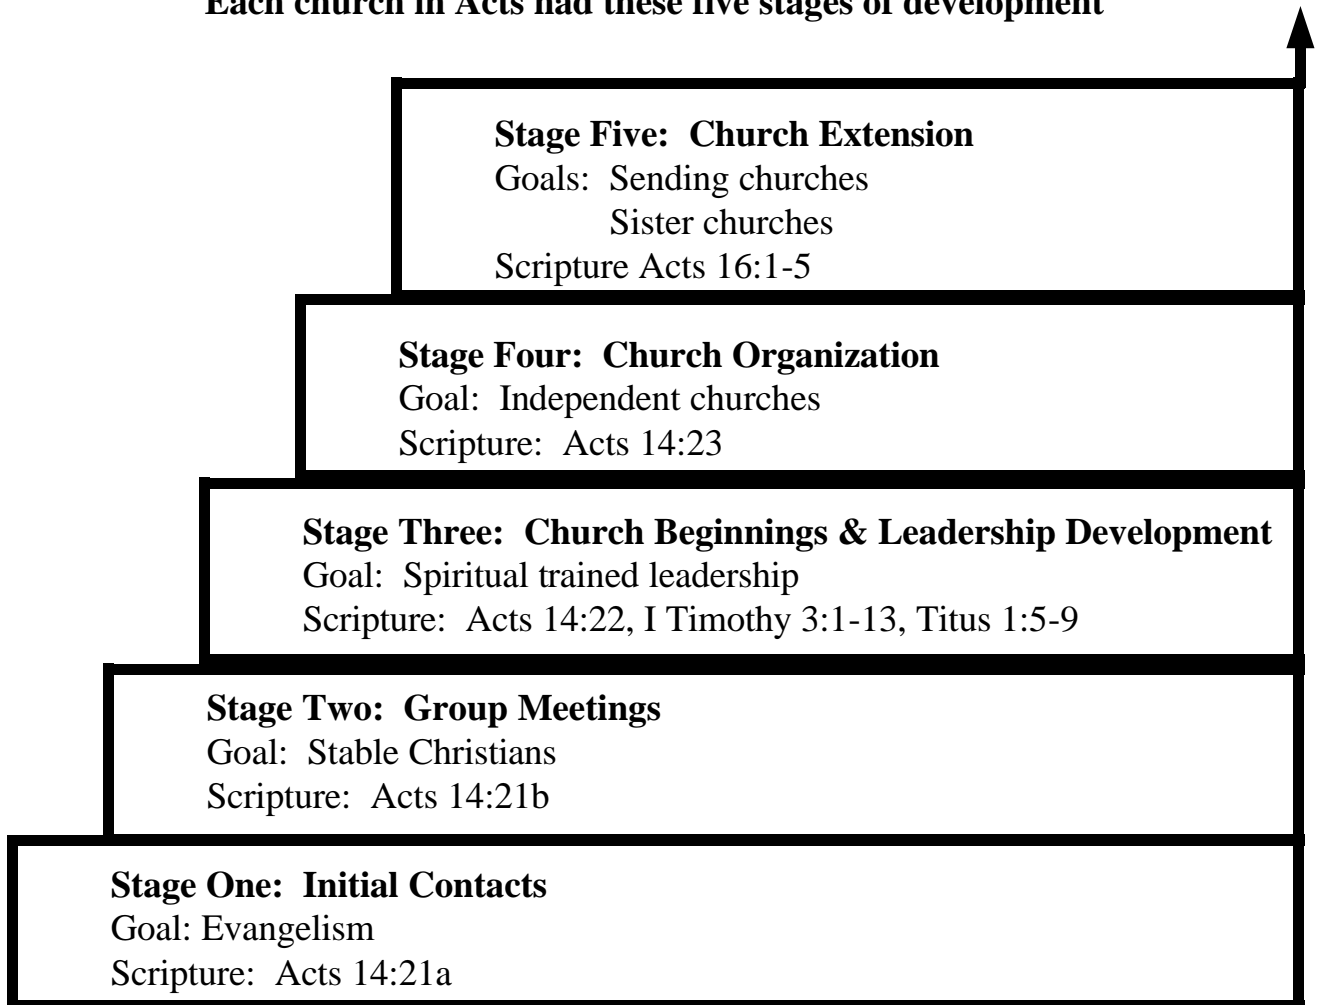 Each church in Acts had these five stages of development
Stage Five:  Church Extension
Goals:  Sending churches
Sister churches
Scripture Acts 16:1-5
Stage Four:  Church Organization
Goal:  Independent churches
Scripture:  Acts 14:23
Stage Three:  Church Beginnings & Leadership Development
Goal:  Spiritual trained leadership
Scripture:  Acts 14:22, I Timothy 3:1-13, Titus 1:5-9
Stage Two:  Group Meetings
Goal:  Stable Christians
Scripture:  Acts 14:21b
Stage One:  Initial Contacts
Goal: Evangelism
Scripture:  Acts 14:21a